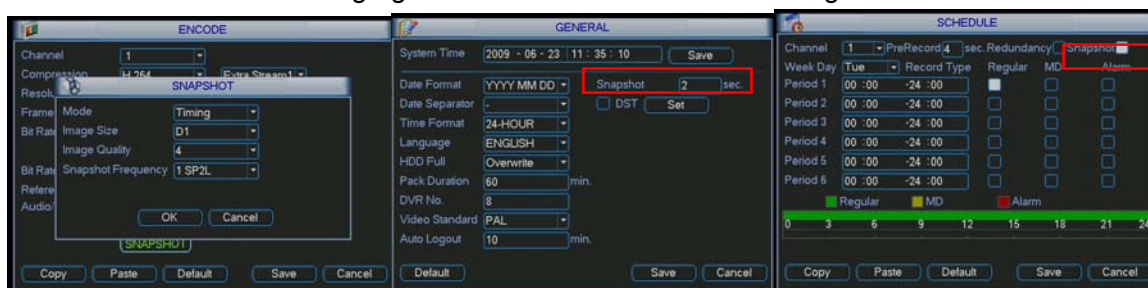 ENCODE
Channel 1
Compression H.264 Extra Stream1
SNAPSHOT
Mode Timing
Image Size D1
Image Quality 4
Snapshot Frequency 1 SP2L
OK Cancel
Frame
Bit Rate
Bit Rate
Audio/
SNAPSHOT
Copy Paste Default Save Cancel
GENERAL
System Time 2009 - 06 - 23 11 : 35 : 10 Save
Date Format YYYY MM DD Snapshot 2 sec.
Date Separator - DST Set
Time Format 24-HOUR
Language ENGLISH
HDD Full Overwrite
Pack Duration 60 min.
DVR No. 8
Video Standard PAL
Auto Logout 10 min.
Default Save Cancel
SCHEDULE
Channel 1 PreRecord 4 sec. Redundancy Snapshot
Week Day Tue Record Type Regular MD Alarm
Period 1 00 :00 -24 :00
Period 2 00 :00 -24 :00
Period 3 00 :00 -24 :00
Period 4 00 :00 -24 :00
Period 5 00 :00 -24 :00
Period 6 00 :00 -24 :00
Regular MD Alarm
0 3 6 9 12 15 18 21 24
Copy Paste Default Save Cancel